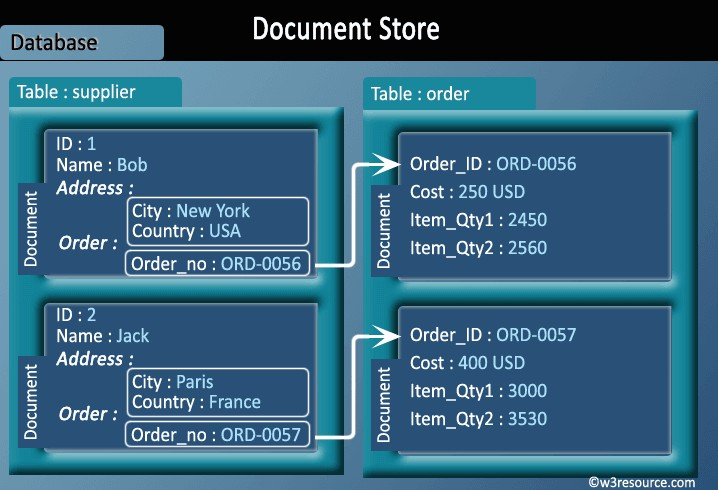 Document Store
Database
Table : supplier
ID : 1
Name : Bob
Address :
City : New York
Country : USA
Order :
Order_no : ORD-0056
Document
ID : 2
Name : Jack
Address :
City : Paris
Country : France
Order :
Order_no : ORD-0057
Document
Table : order
Order_ID : ORD-0056
Cost : 250 USD
Item_Qty1 : 2450
Item_Qty2 : 2560
Document
Order_ID : ORD-0057
Cost : 400 USD
Item_Qty1 : 3000
Item_Qty2 : 3530
Document
©w3resource.com